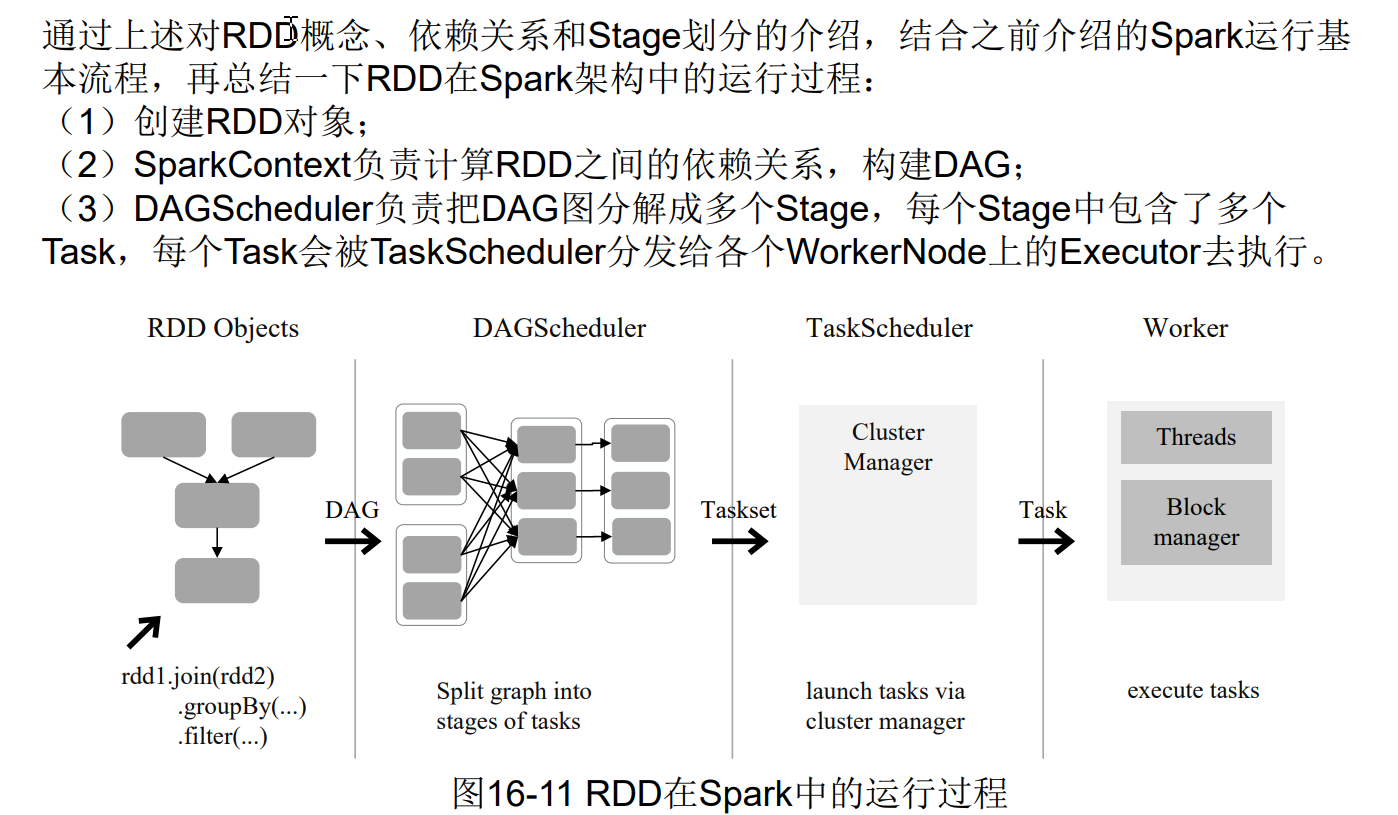 通过上述对RDD概念、依赖关系和Stage划分的介绍，结合之前介绍的Spark运行基
本流程，再总结一下RDD在Spark架构中的运行过程：
（1）创建RDD对象；
（2）SparkContext负责计算RDD之间的依赖关系，构建DAG；
（3）DAGScheduler负责把DAG图分解成多个Stage，每个Stage中包含了多个
Task，每个Task会被TaskScheduler分发给各个WorkerNode上的Executor去执行。
RDD Objects
DAGScheduler
TaskScheduler
Worker
Cluster
Manager
Threads
Block
manager
DAG
Taskset
Task
rdd1.join(rdd2)
.groupBy(...)
.filter(...)
Split graph into
stages of tasks
launch tasks via
cluster manager
execute tasks
图16-11 RDD在Spark中的运行过程